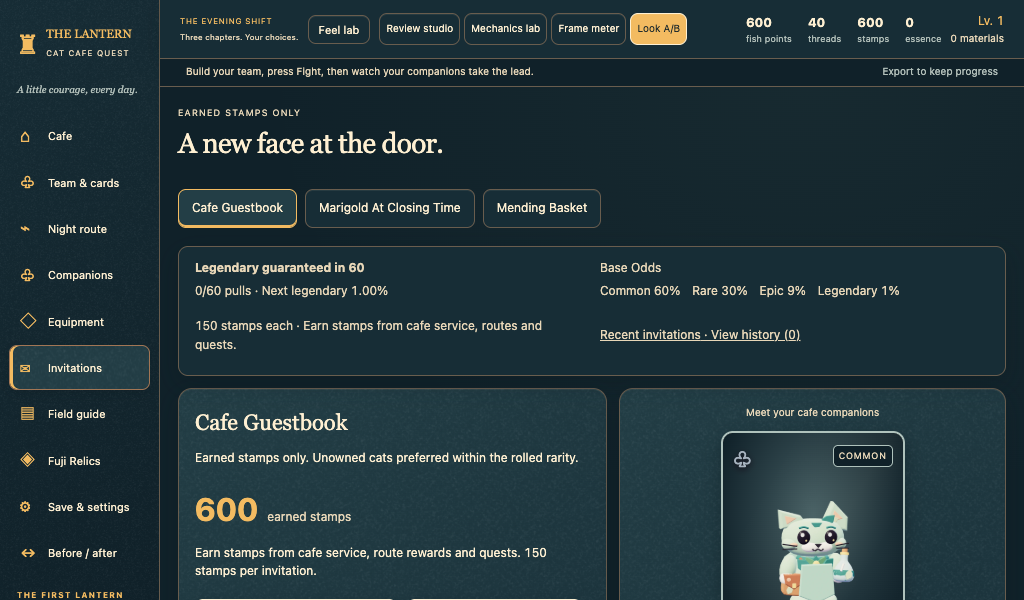 THE LANTERN
CAT CAFE QUEST
A little courage, every day.
Cafe
Team & cards
Night route
Companions
Equipment
Invitations
Field guide
Fuji Relics
Save & settings
Before / after
THE FIRST LANTERN
THE EVENING SHIFT
Three chapters. Your choices.
Feel lab
Review studio
Mechanics lab
Frame meter
Look A/B
600 fish points
40 threads
600 stamps
0 essence
Lv. 1
0 materials
Build your team, press Fight, then watch your companions take the lead.
Export to keep progress
EARNED STAMPS ONLY
A new face at the door.
Cafe Guestbook
Marigold At Closing Time
Mending Basket
Legendary guaranteed in 60
0/60 pulls · Next legendary 1.00%
150 stamps each · Earn stamps from cafe service, routes and
quests.
Base Odds
Common 60% Rare 30% Epic 9% Legendary 1%
Recent invitations · View history (0)
Cafe Guestbook
Earned stamps only. Unowned cats preferred within the rolled rarity.
600 earned stamps
Earn stamps from cafe service, route rewards and quests. 150
stamps per invitation.
Meet your cafe companions
COMMON